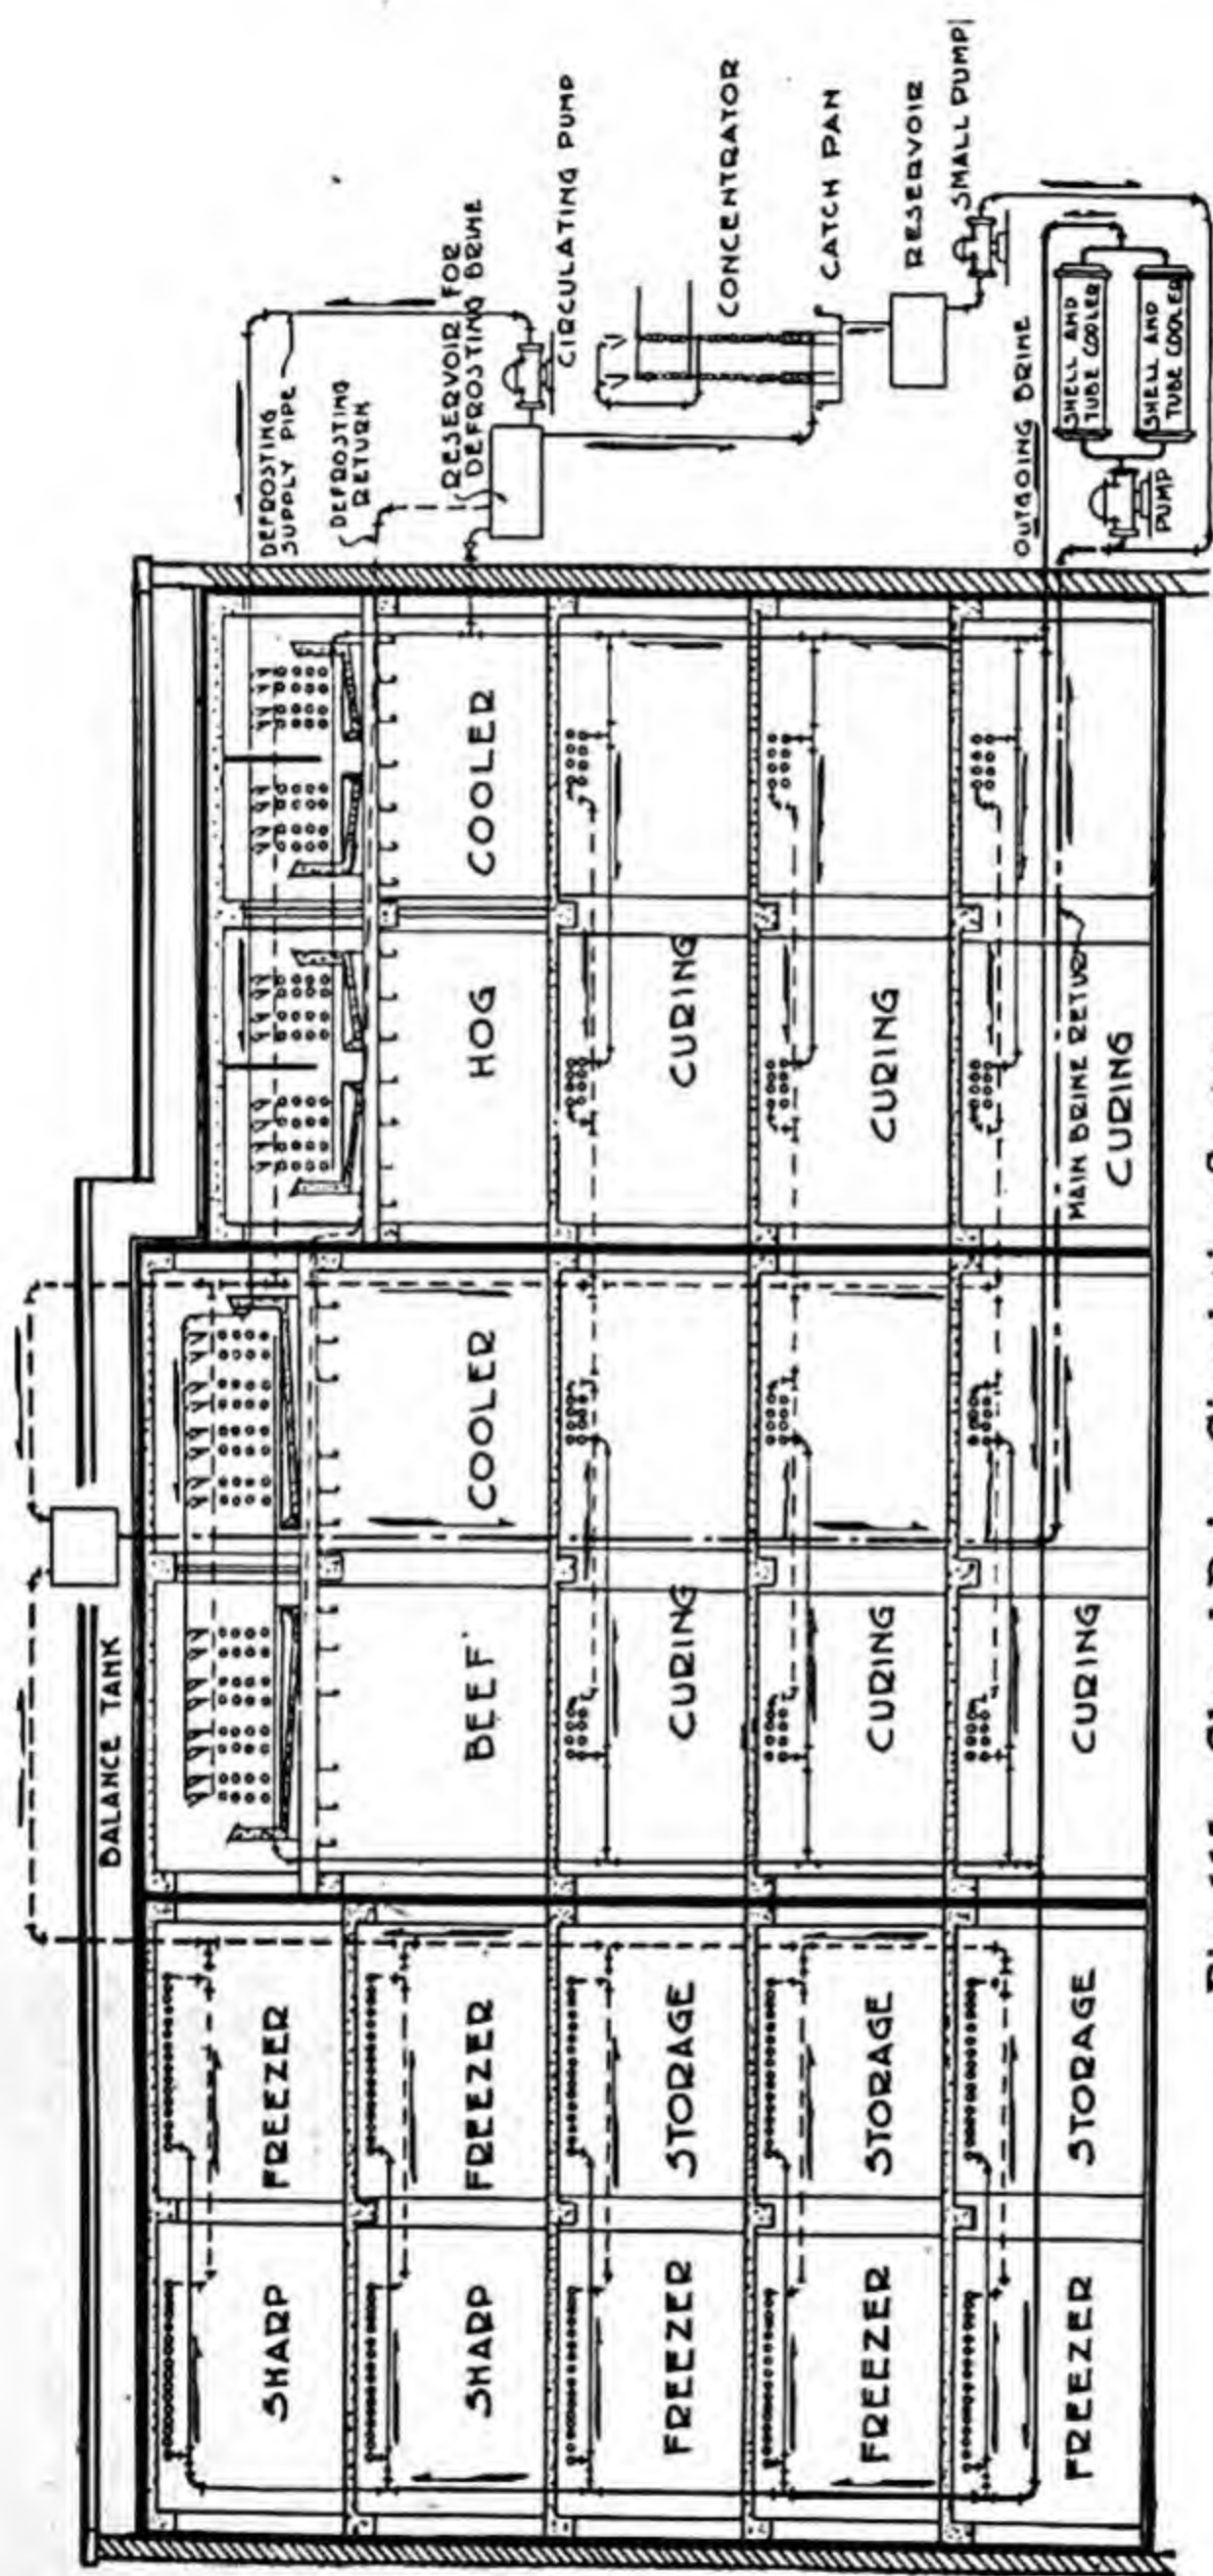 BALANCE TANK
SHARP FREEZER
DEFROSTING
SUPPLY PIPE
DEFROSTING
RETURN
SHARP FREEZER
BEEF COOLER
HOG COOLER
RESERVOIR FOR
DEFROSTING BRINE
CIRCULATING PUMP
FREEZER STORAGE
CURING
CURING
CONCENTRATOR
CATCH PAN
FREEZER STORAGE
CURING
CURING
RESERVOIR
SMALL PUMP
OUTGOING BRINE
FREEZER STORAGE
CURING
MAIN BRINE RETURN
CURING
SHELL AND
TUBE COOLER
SHELL AND
TUBE COOLER
PUMP